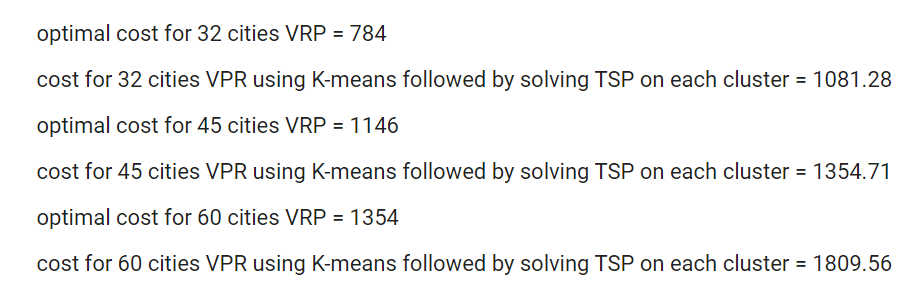 optimal cost for 32 cities VRP = 784
cost for 32 cities VPR using K-means followed by solving TSP on each cluster = 1081.28
optimal cost for 45 cities VRP = 1146
cost for 45 cities VPR using K-means followed by solving TSP on each cluster = 1354.71
optimal cost for 60 cities VRP = 1354
cost for 60 cities VPR using K-means followed by solving TSP on each cluster = 1809.56